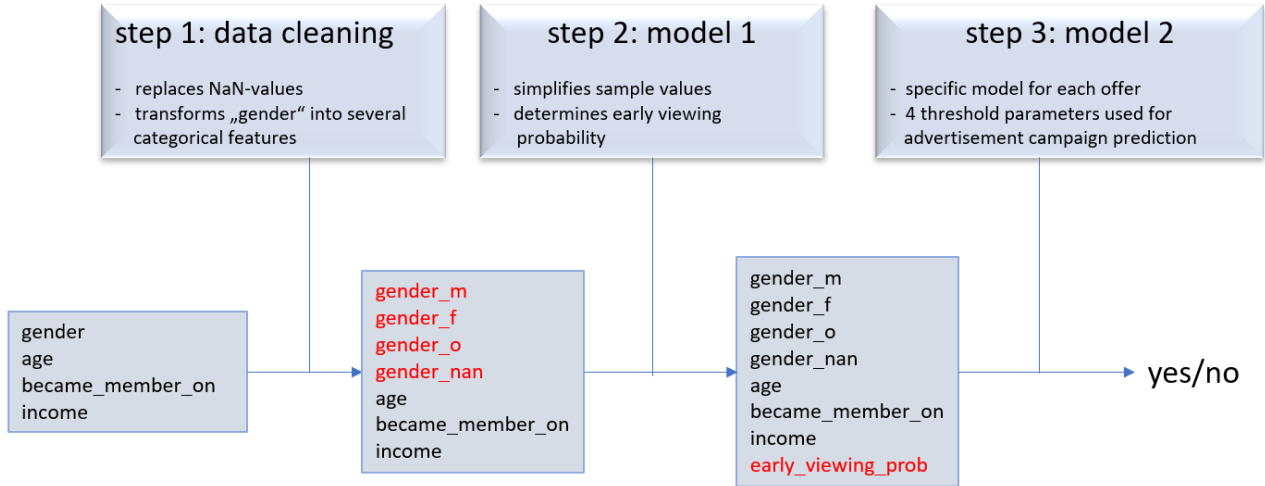 step 1: data cleaning
- replaces NaN-values
- transforms „gender“ into several
categorical features
step 2: model 1
- simplifies sample values
- determines early viewing
probability
step 3: model 2
- specific model for each offer
- 4 threshold parameters used for
advertisement campaign prediction
gender
age
became_member_on
income
gender_m
gender_f
gender_o
gender_nan
age
became_member_on
income
gender_m
gender_f
gender_o
gender_nan
age
became_member_on
income
early_viewing_prob
yes/no